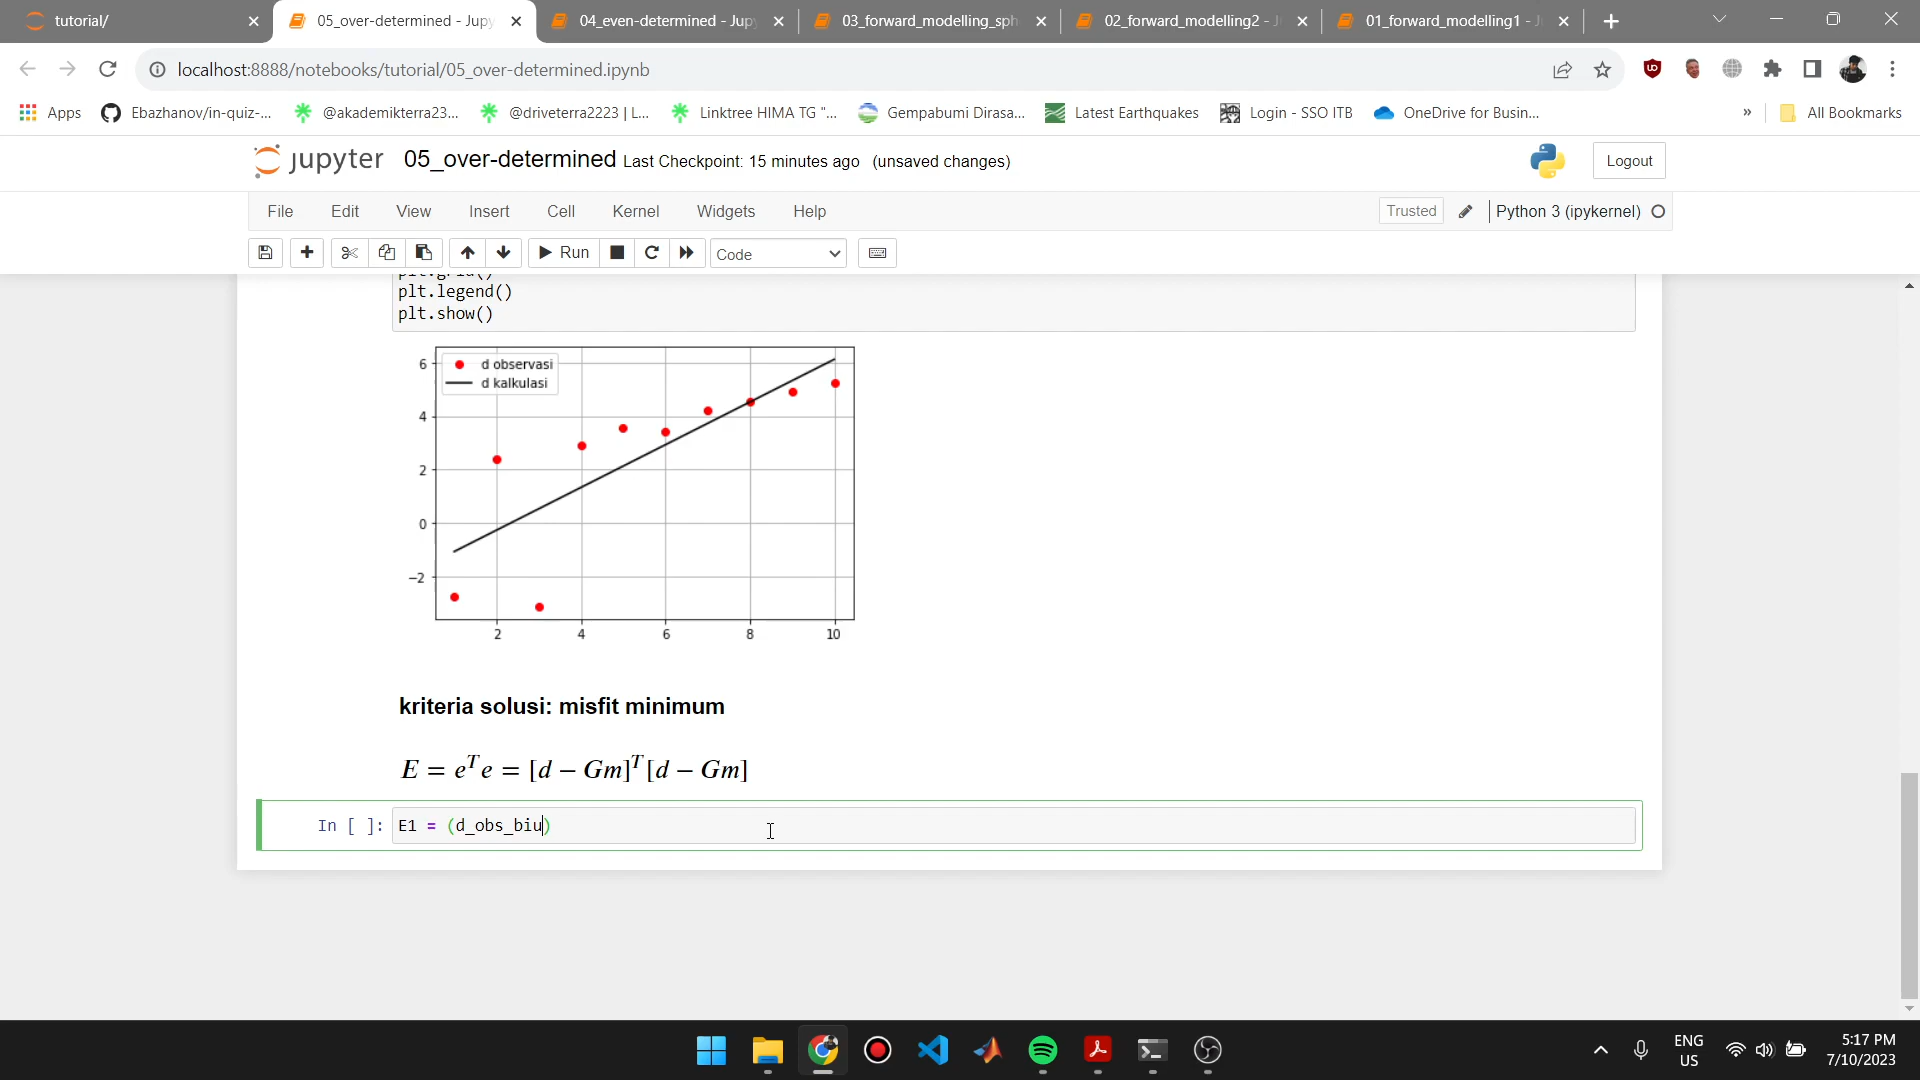 tutorial/
05_over-determined - Jupy
04_even-determined - Jup
03_forward_modelling_sph
02_forward_modelling2 - J
01_forward_modelling1 - J
localhost:8888/notebooks/tutorial/05_over-determined.ipynb
Apps
Ebazhanov/in-quiz-...
@akademikterra23...
@driveterra2223 | L...
Linktree HIMA TG "...
Gempabumi Dirasa...
Latest Earthquakes
Login - SSO ITB
OneDrive for Busin...
»
All Bookmarks
jupyter 05_over-determined Last Checkpoint: 15 minutes ago (unsaved changes)
Logout
File Edit View Insert Cell Kernel Widgets Help
Trusted
Python 3 (ipykernel)
Run
Code
plt.grid()
plt.legend()
plt.show()
d observasi
d kalkulasi
6
4
2
0
−2
2 4 6 8 10
kriteria solusi: misfit minimum
E = e^T e = [d − Gm]^T [d − Gm]
In [ ]: E1 = (d_obs_biu)
ENG
US
5:17 PM
7/10/2023